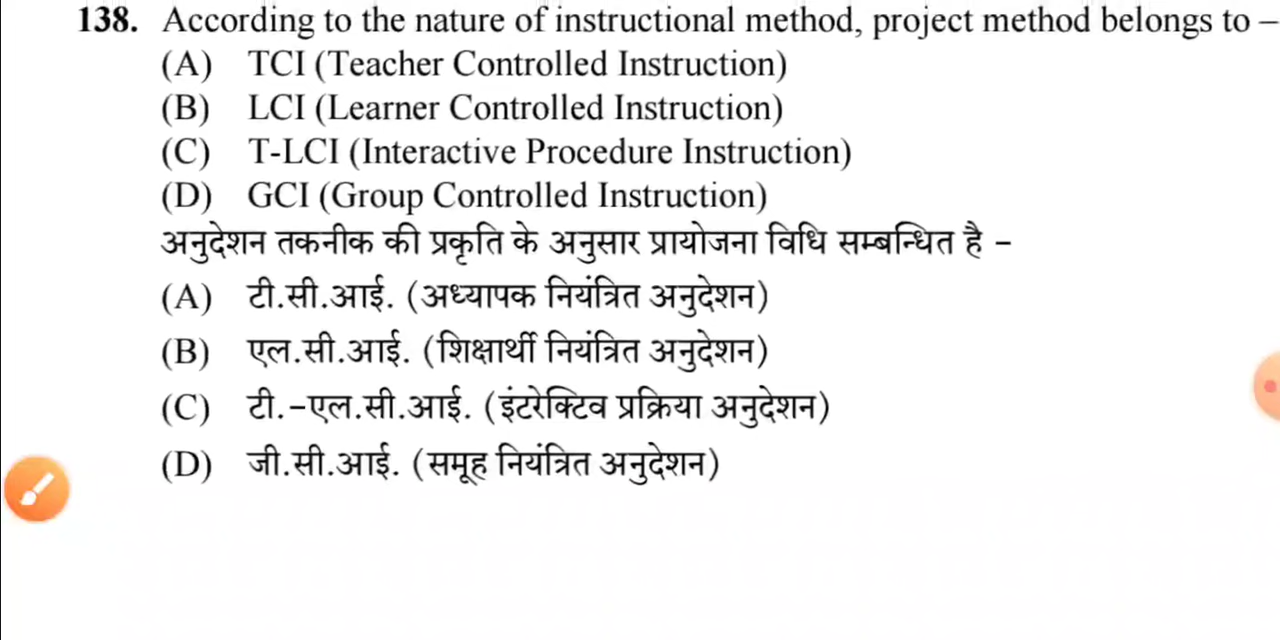 138. According to the nature of instructional method, project method belongs to –
(A) TCI (Teacher Controlled Instruction)
(B) LCI (Learner Controlled Instruction)
(C) T-LCI (Interactive Procedure Instruction)
(D) GCI (Group Controlled Instruction)
अनुदेशन तकनीक की प्रकृति के अनुसार प्रायोजना विधि सम्बन्धित है –
(A) टी.सी.आई. (अध्यापक नियंत्रित अनुदेशन)
(B) एल.सी.आई. (शिक्षार्थी नियंत्रित अनुदेशन)
(C) टी.–एल.सी.आई. (इंटरेक्टिव प्रक्रिया अनुदेशन)
(D) जी.सी.आई. (समूह नियंत्रित अनुदेशन)